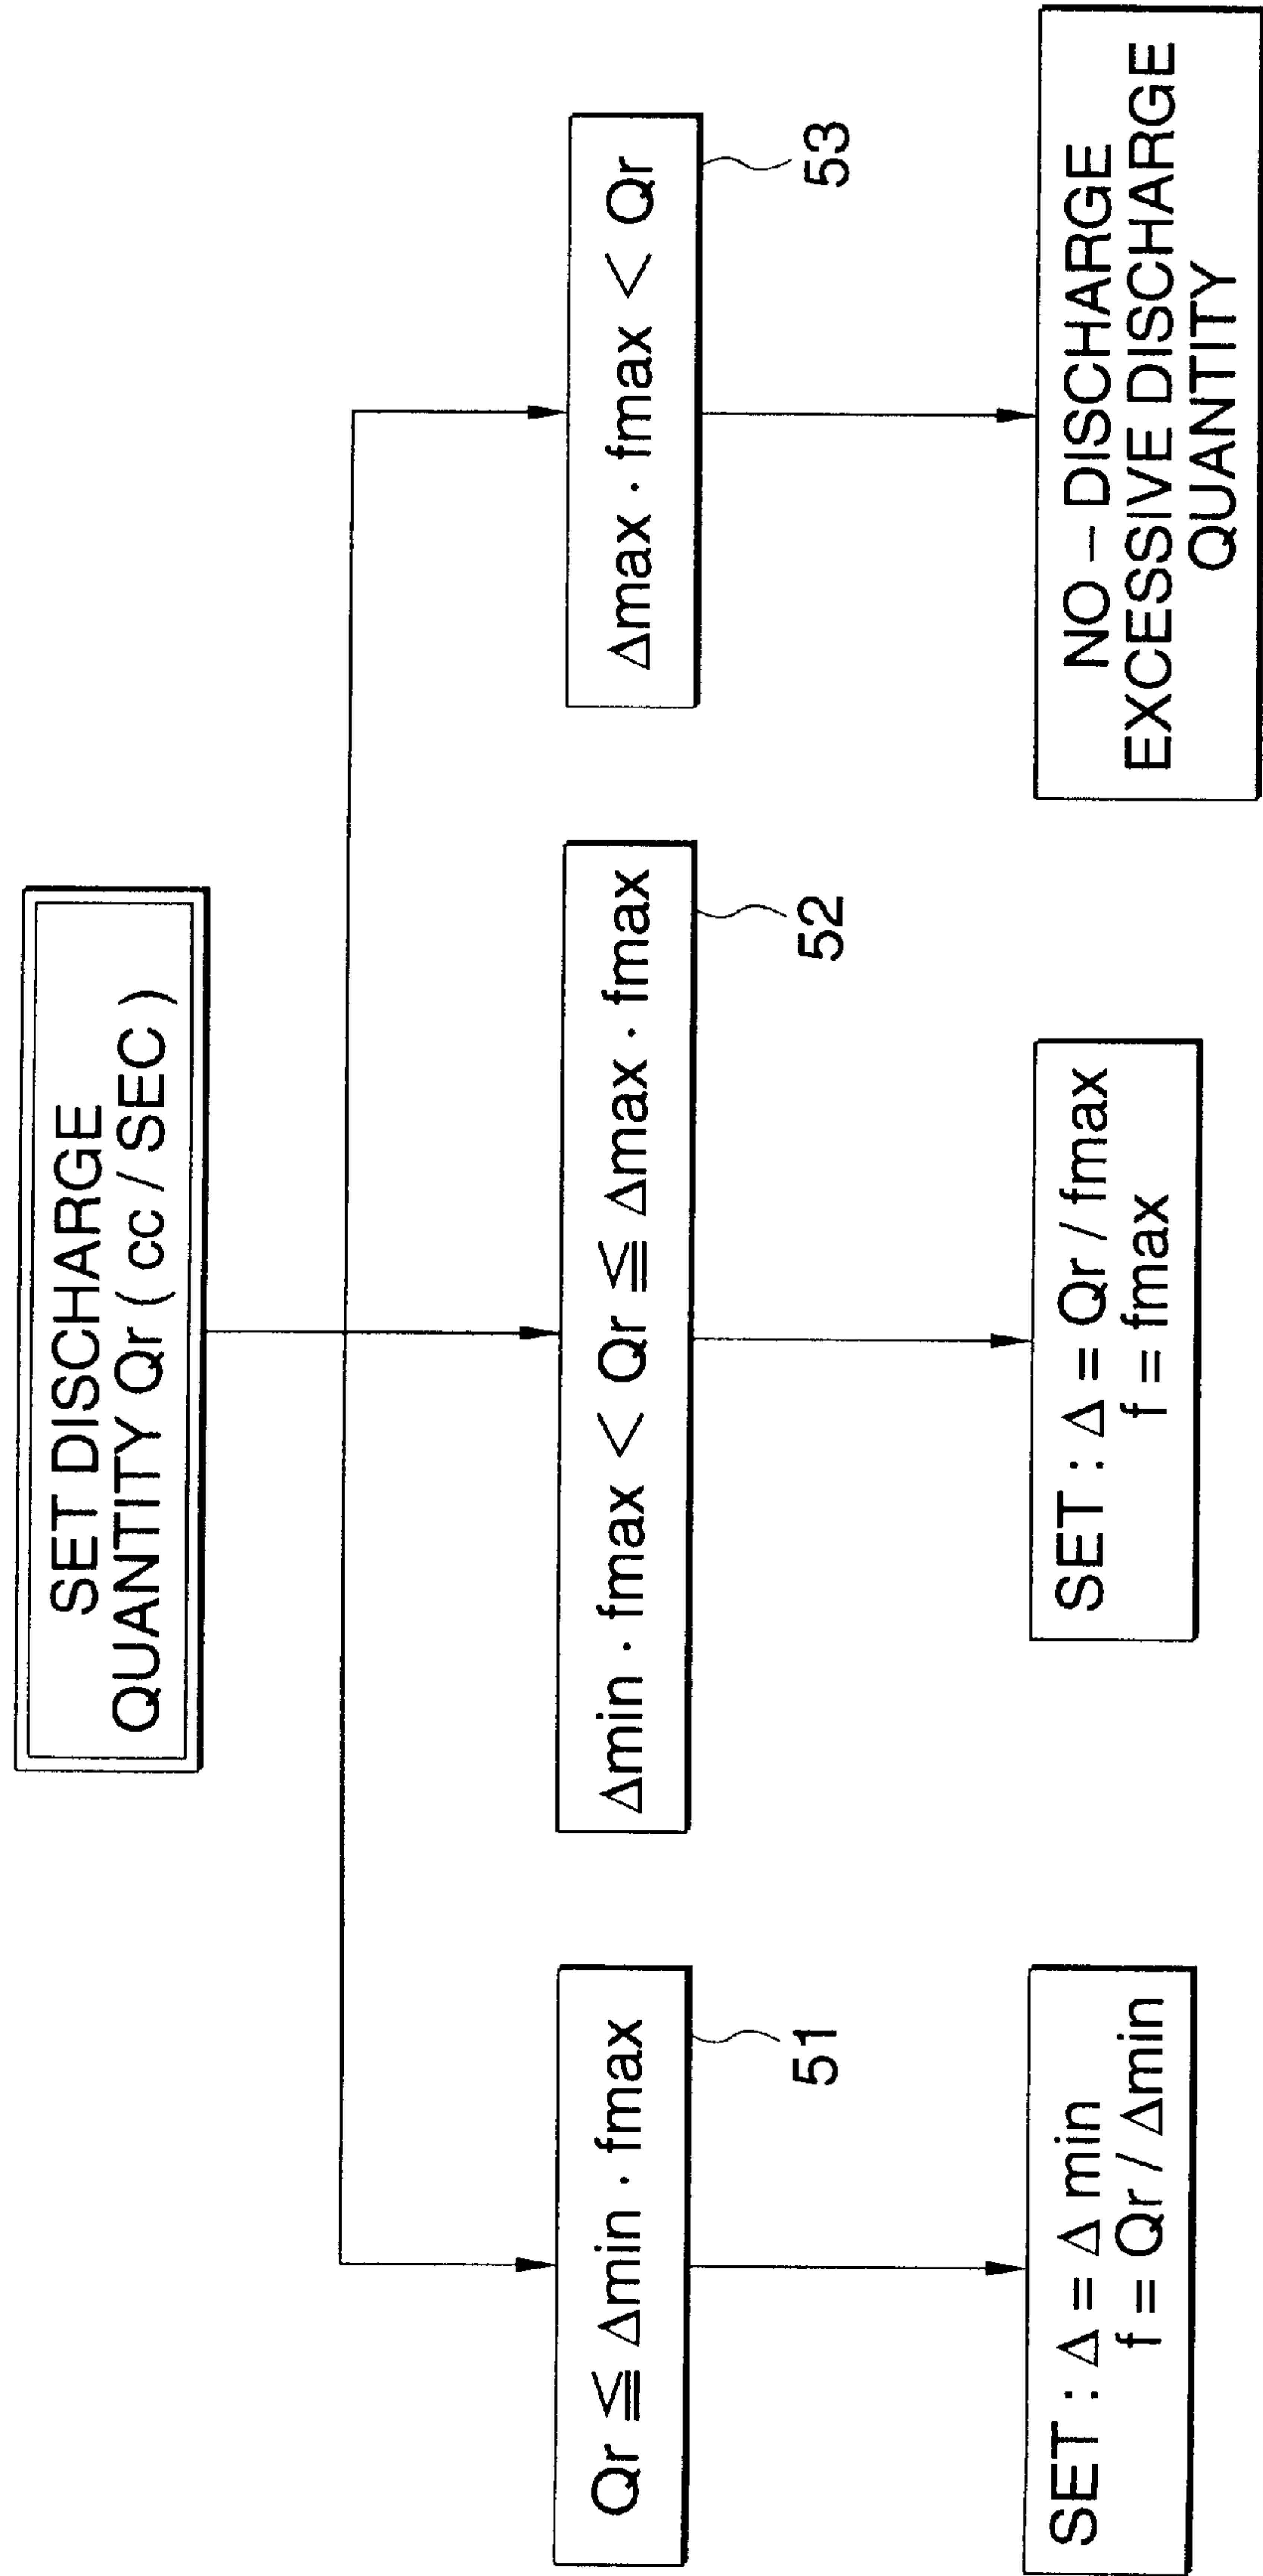 SET DISCHARGE
QUANTITY Qr ( cc / SEC )
Qr ≦ Δmin · fmax
51
Δmin · fmax < Qr ≦ Δmax · fmax
52
Δmax · fmax < Qr
53
SET : Δ = Δ min
f = Qr / Δmin
SET : Δ = Qr / fmax
f = fmax
NO – DISCHARGE
EXCESSIVE DISCHARGE
QUANTITY